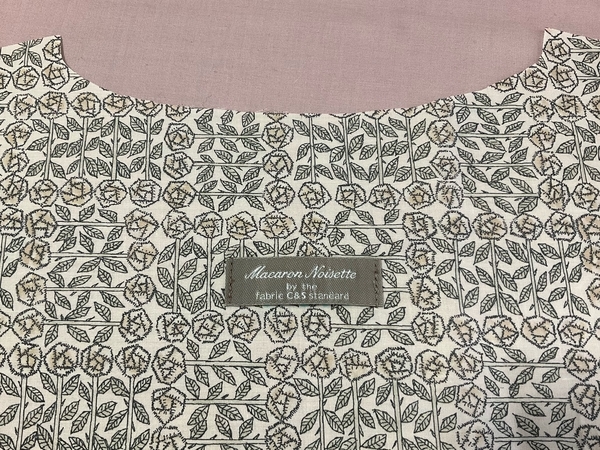 Macaron Noisette
by the
fabric C&S standard